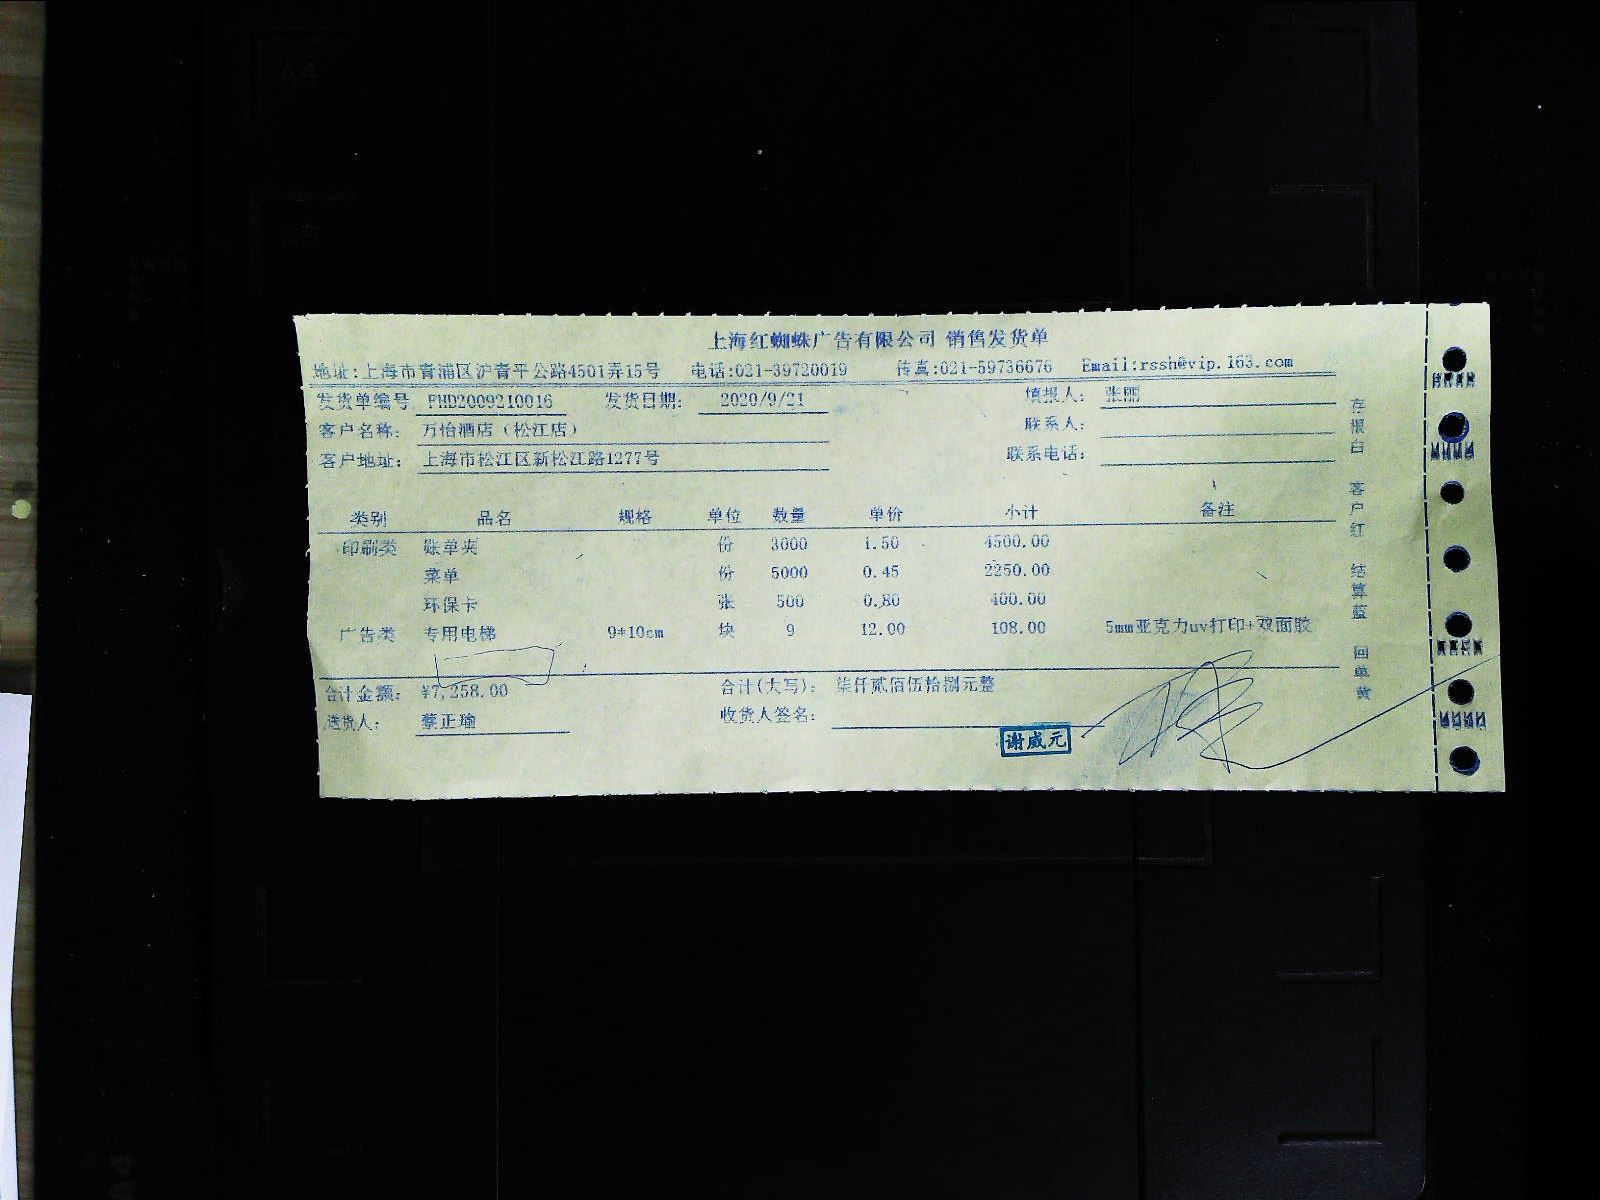 上海红蜘蛛广告有限公司 销售发货单
地址:上海市青浦区沪青平公路4501弄15号 电话:021-39720019 传真:021-59736676 Email:rssh@vip.163.com
发货单编号 FHD2009210016 发货日期: 2020/9/21 填报人: 张丽
客户名称: 万怡酒店(松江店) 联系人:
客户地址: 上海市松江区新松江路1277号 联系电话:
类别 品名 规格 单位 数量 单价 小计 备注
印刷类 账单夹 份 3000 1.50 4500.00
菜单 份 5000 0.45 2250.00
环保卡 张 500 0.80 400.00
广告类 专用电梯 9*10cm 块 9 12.00 108.00 5mm亚克力uv打印+双面胶
合计金额: ¥7,258.00 合计(大写): 柒仟贰佰伍拾捌元整
送货人: 蔡正瑜 收货人签名:
谢威元
存根白 客户红 结算蓝 回单黄
A4